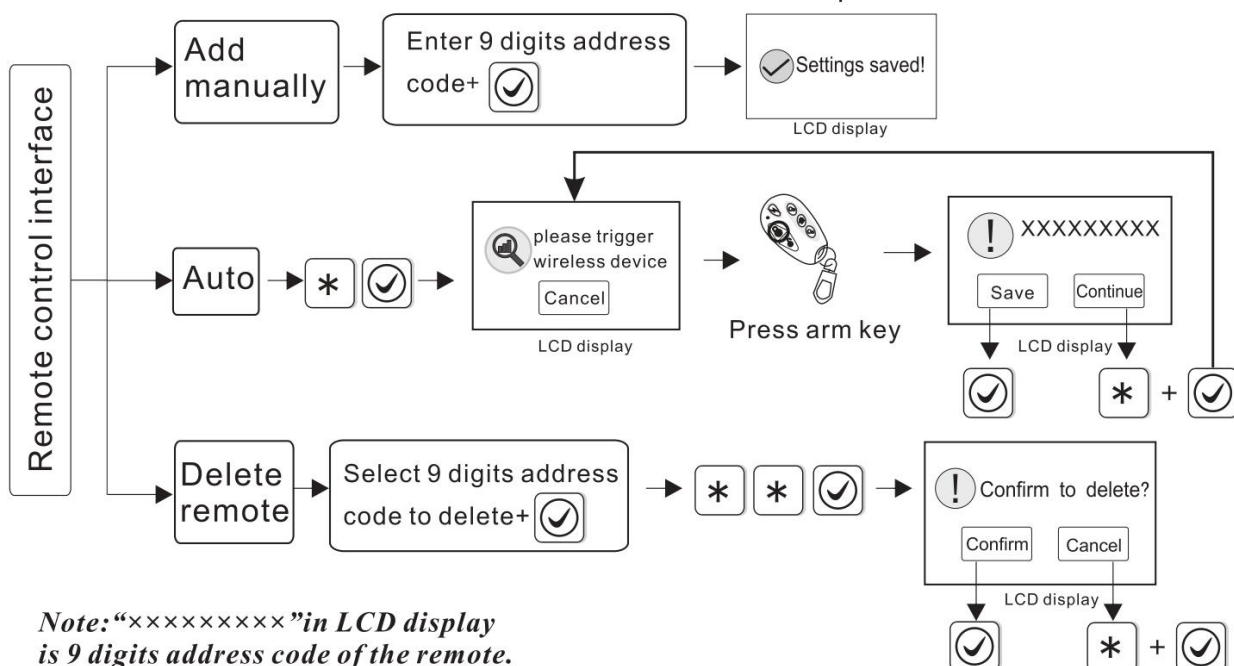 Remote control interface
Add
manually
Enter 9 digits address
code+
Settings saved!
LCD display
Auto
*
please trigger
wireless device
Cancel
LCD display
Press arm key
! XXXXXXXXX
Save Continue
LCD display
* +
Delete
remote
Select 9 digits address
code to delete+
* *
! Confirm to delete?
Confirm Cancel
LCD display
* +
Note:“×××××××××”in LCD display
is 9 digits address code of the remote.